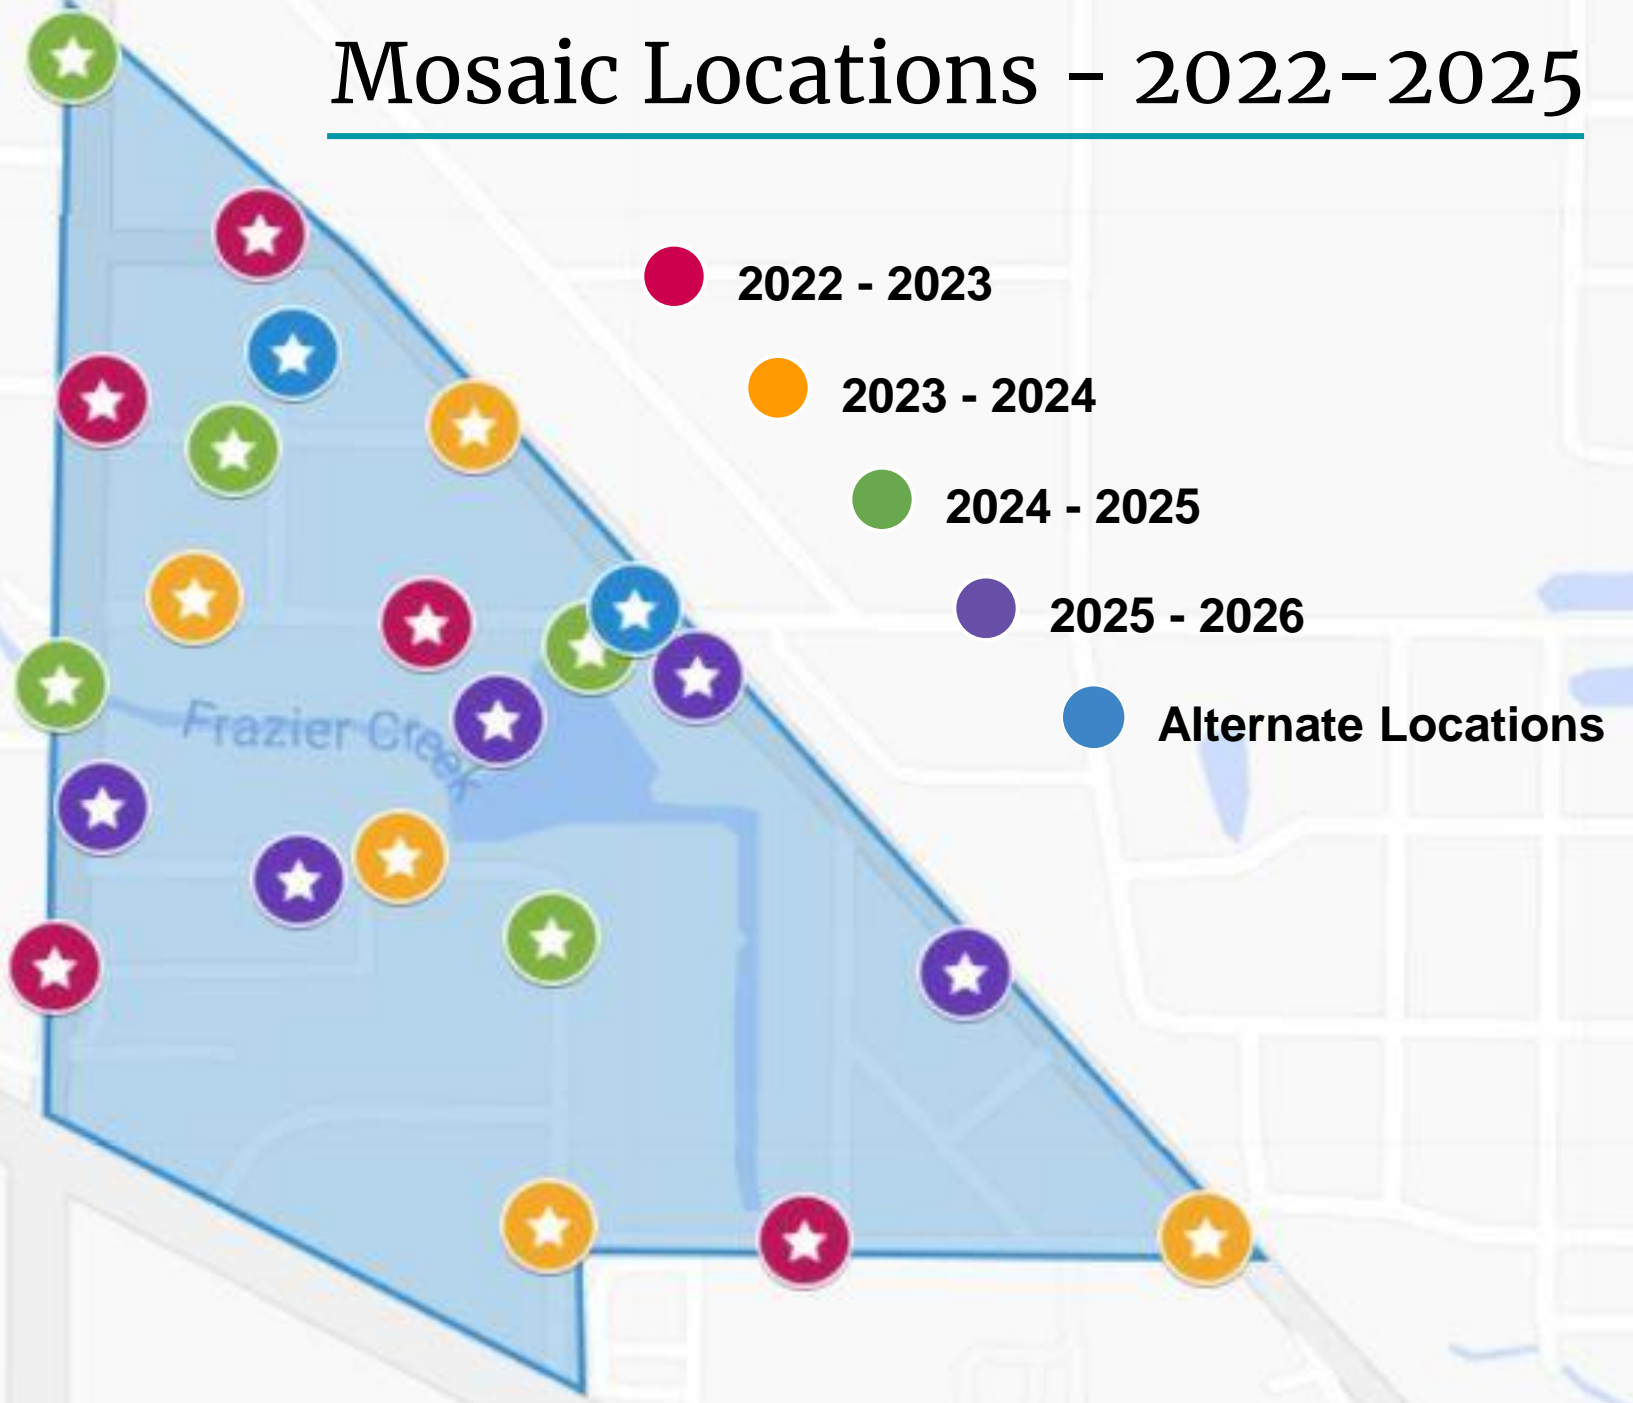 Mosaic Locations - 2022-2025
2022 - 2023
2023 - 2024
2024 - 2025
2025 - 2026
Alternate Locations
Frazier Creek